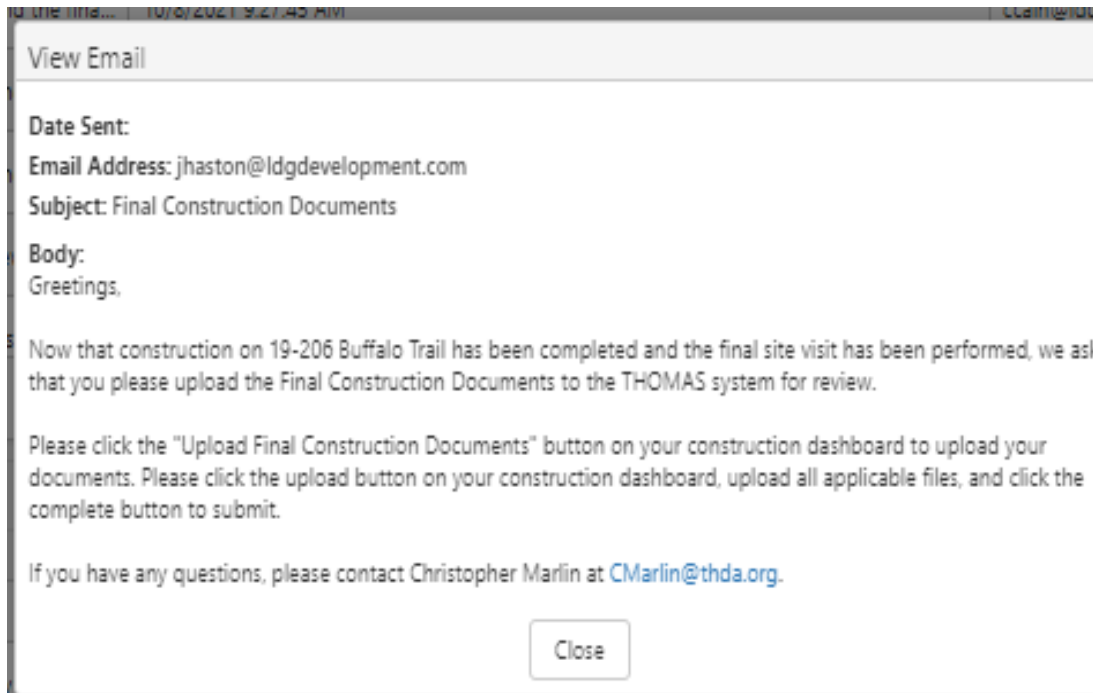 d the fina... 10/8/2021 9:27:45 AM
View Email
Date Sent:
Email Address: jhaston@ldgdevelopment.com
Subject: Final Construction Documents
Body:
Greetings,
Now that construction on 19-206 Buffalo Trail has been completed and the final site visit has been performed, we ask
that you please upload the Final Construction Documents to the THOMAS system for review.
Please click the "Upload Final Construction Documents" button on your construction dashboard to upload your
documents. Please click the upload button on your construction dashboard, upload all applicable files, and click the
complete button to submit.
If you have any questions, please contact Christopher Marlin at CMarlin@thda.org.
Close